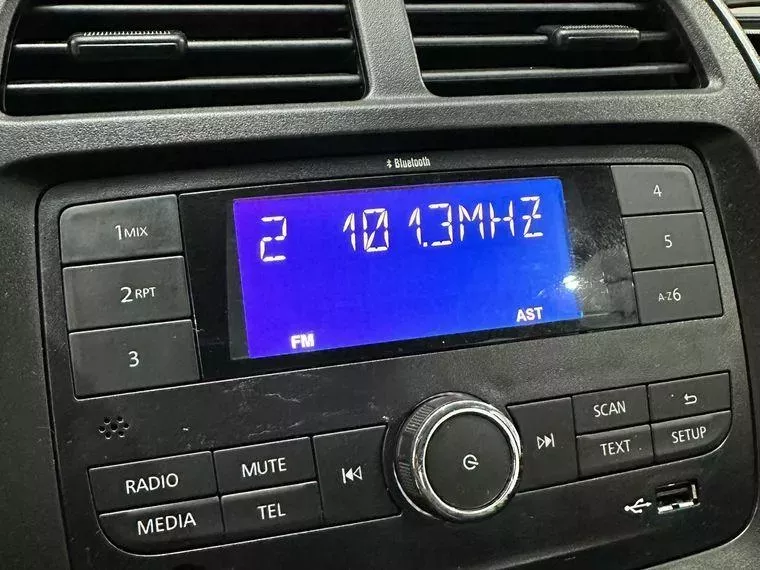 Bluetooth
1MIX
2RPT
3
2 101.3MHZ
FM
AST
4
5
A-Z6
RADIO
MUTE
MEDIA
TEL
SCAN
TEXT
SETUP